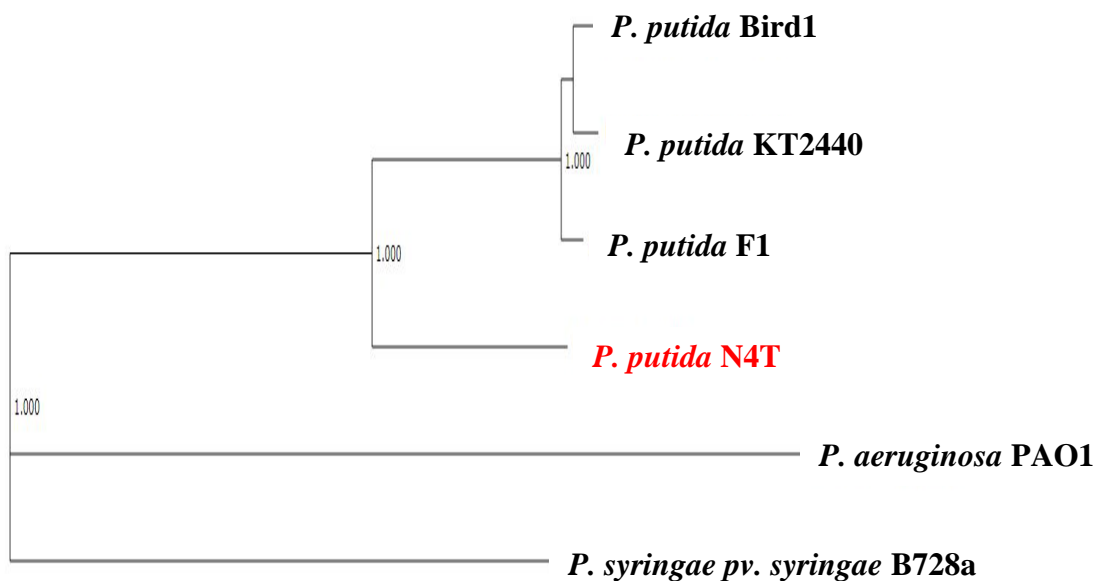 P. putida Bird1
P. putida KT2440
1.000
P. putida F1
1.000
P. putida N4T
1.000
P. aeruginosa PAO1
P. syringae pv. syringae B728a